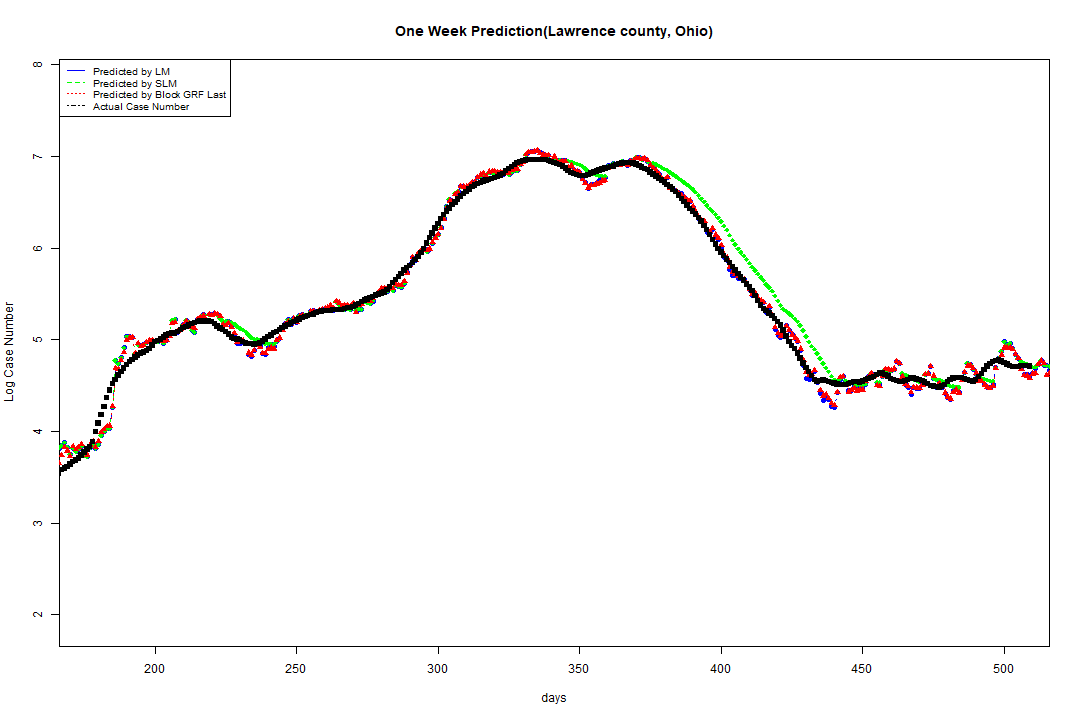 One Week Prediction(Lawrence county, Ohio)
Predicted by LM
Predicted by SLM
Predicted by Block GRF Last
Actual Case Number
8
7
6
5
4
3
2
Log Case Number
200 250 300 350 400 450 500
days